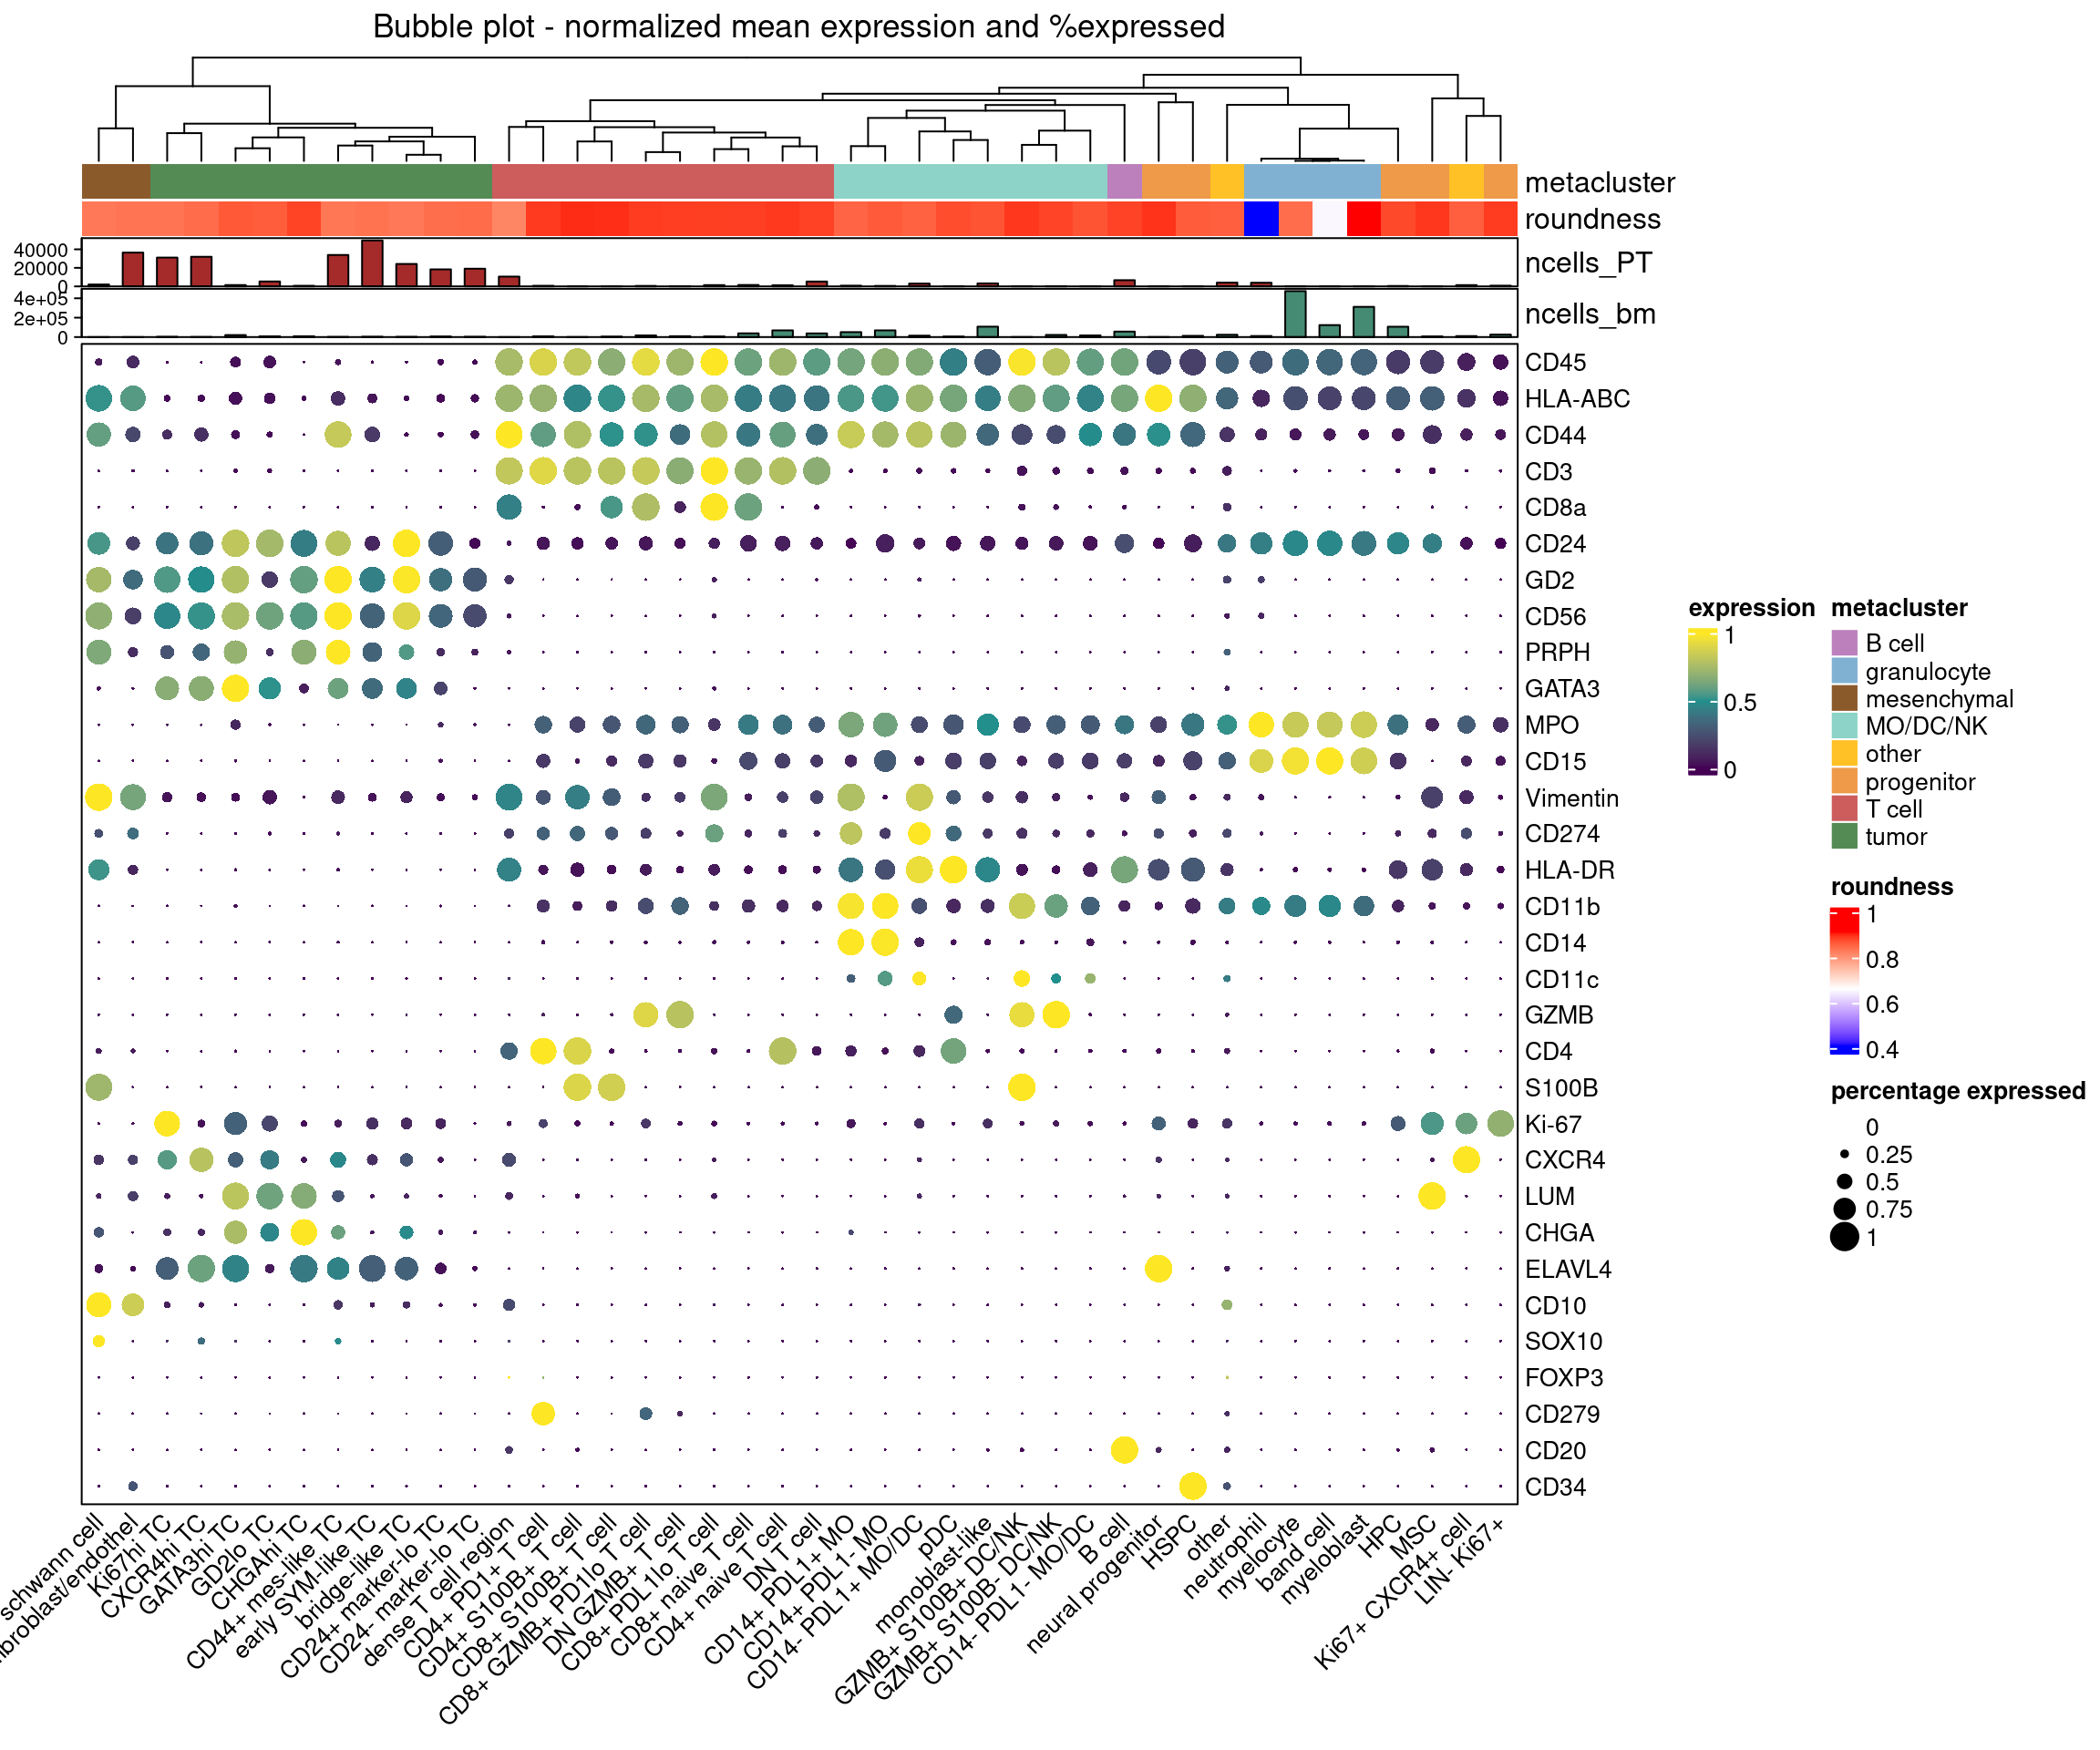 Bubble plot - normalized mean expression and %expressed
metacluster
roundness
40000
20000
0
ncells_PT
4e+05
2e+05
0
ncells_bm
CD45
HLA-ABC
CD44
CD3
CD8a
CD24
GD2
CD56
PRPH
GATA3
MPO
CD15
Vimentin
CD274
HLA-DR
CD11b
CD14
CD11c
GZMB
CD4
S100B
Ki-67
CXCR4
LUM
CHGA
ELAVL4
CD10
SOX10
FOXP3
CD279
CD20
CD34
schwann cell
broblast/endothel
Ki67hi TC
CXCR4hi TC
GATA3hi TC
GD2lo TC
CHGAhi TC
CD44+ mes-like TC
early SYM-like TC
bridge-like TC
CD24+ marker-lo TC
CD24- marker-lo TC
dense T cell region
CD4+ PD1+ T cell
CD4+ S100B+ T cell
CD8+ S100B+ T cell
CD8+ GZMB+ PD1lo T cell
DN GZMB+ T cell
CD8+ PDL1lo T cell
CD8+ naive T cell
CD4+ naive T cell
DN T cell
CD14+ PDL1+ MO
CD14+ PDL1- MO
CD14- PDL1+ MO/DC
pDC
monoblast-like
GZMB+ S100B+ DC/NK
GZMB+ S100B- DC/NK
CD14- PDL1- MO/DC
B cell
neural progenitor
HSPC
other
neutrophil
myelocyte
band cell
myeloblast
HPC
MSC
Ki67+ CXCR4+ cell
LIN- Ki67+
expression
1
0.5
0
metacluster
B cell
granulocyte
mesenchymal
MO/DC/NK
other
progenitor
T cell
tumor
roundness
1
0.8
0.6
0.4
percentage expressed
0
0.25
0.5
0.75
1